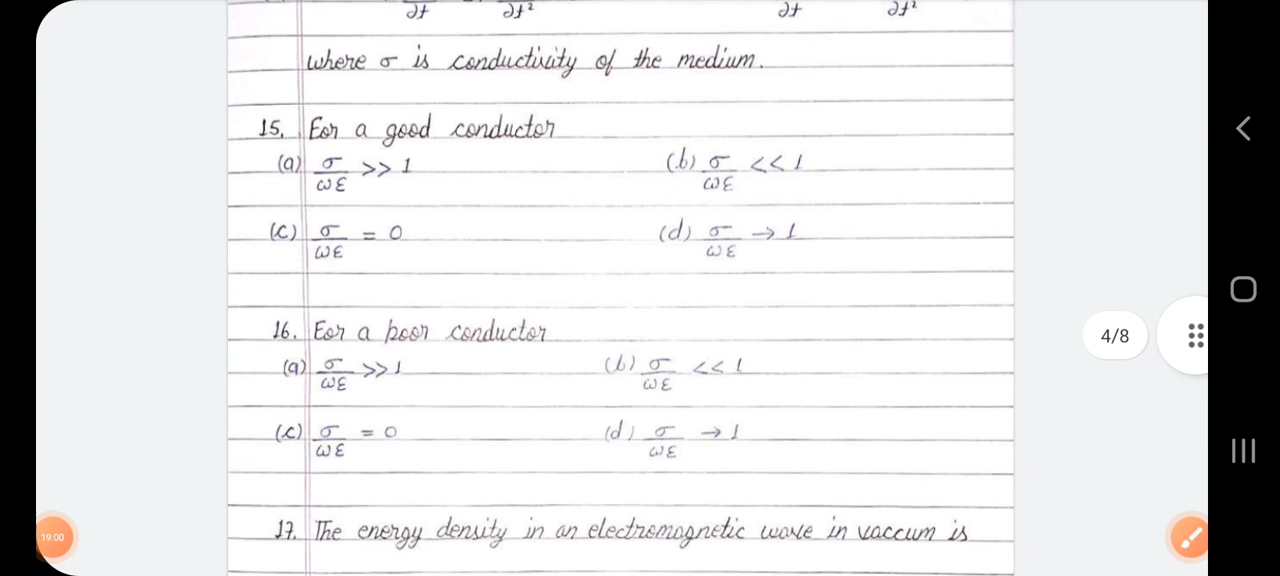 ∂t ∂t² ∂t ∂t²
where σ is conductivity of the medium.
15. For a good conductor
(a) σ/ωε >> 1 (b) σ/ωε << 1
(c) σ/ωε = 0 (d) σ/ωε → 1
16. For a poor conductor
(a) σ/ωε >> 1 (b) σ/ωε << 1
(c) σ/ωε = 0 (d) σ/ωε → 1
17. The energy density in an electromagnetic wave in vaccum is
4/8
19:00